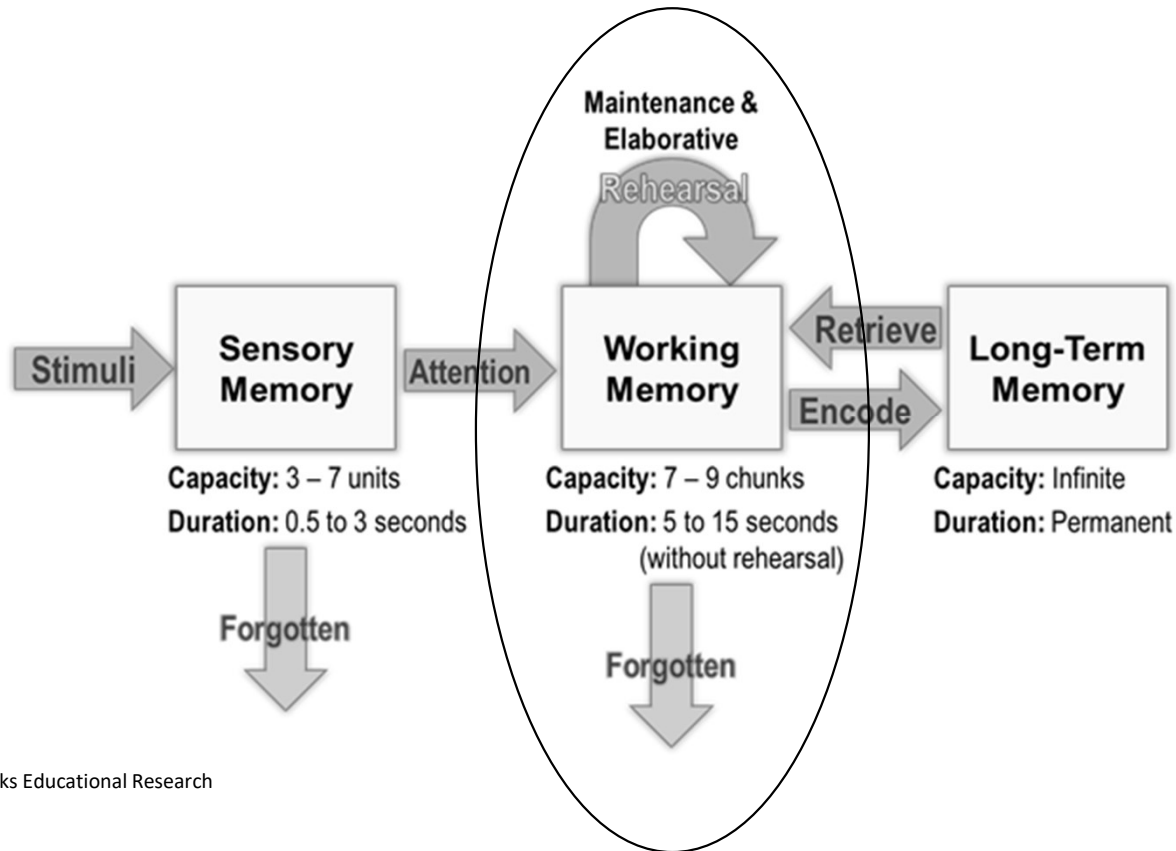 Maintenance &
Elaborative
Rehearsal
Stimuli
Sensory
Memory
Attention
Working
Memory
Retrieve
Encode
Long-Term
Memory
Capacity: 3 – 7 units
Duration: 0.5 to 3 seconds
Capacity: 7 – 9 chunks
Duration: 5 to 15 seconds
(without rehearsal)
Capacity: Infinite
Duration: Permanent
Forgotten
Forgotten
ks Educational Research